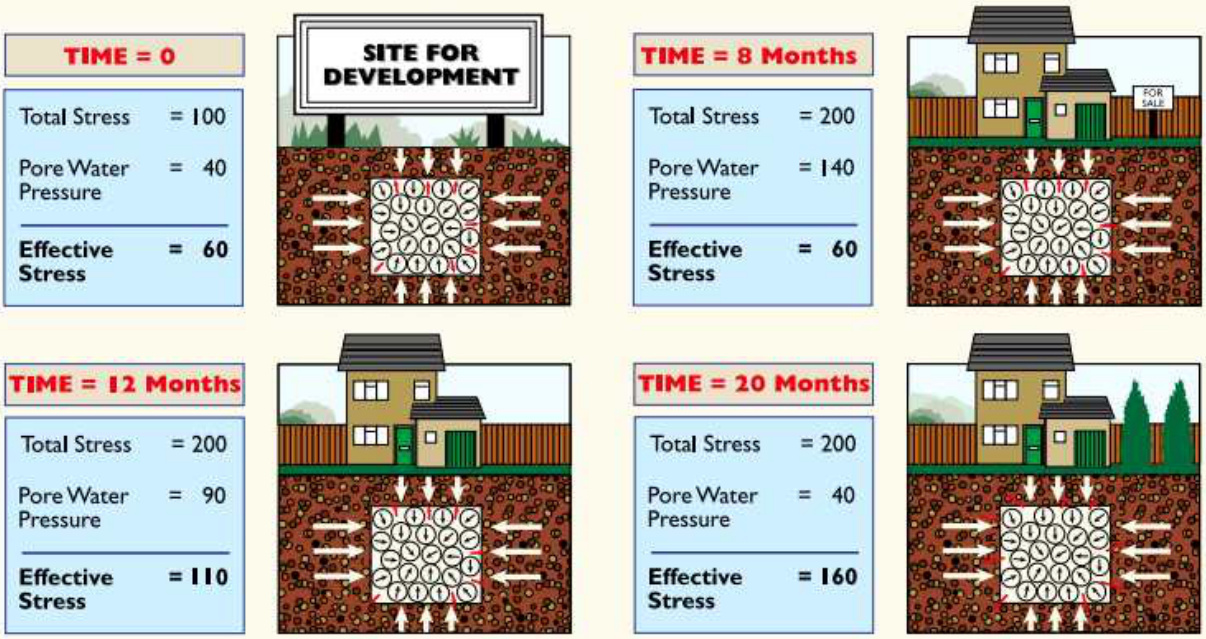 TIME = 0
Total Stress = 100
Pore Water = 40
Pressure
Effective = 60
Stress
SITE FOR
DEVELOPMENT
TIME = 8 Months
Total Stress = 200
Pore Water = 140
Pressure
Effective = 60
Stress
FOR
SALE
TIME = 12 Months
Total Stress = 200
Pore Water = 90
Pressure
Effective = 110
Stress
TIME = 20 Months
Total Stress = 200
Pore Water = 40
Pressure
Effective = 160
Stress